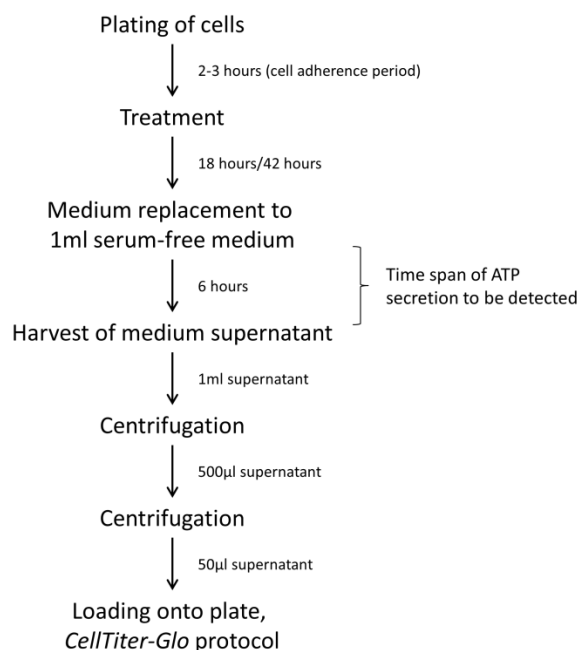 Plating of cells
2-3 hours (cell adherence period)
Treatment
18 hours/42 hours
Medium replacement to
1ml serum-free medium
6 hours
Time span of ATP
secretion to be detected
Harvest of medium supernatant
1ml supernatant
Centrifugation
500µl supernatant
Centrifugation
50µl supernatant
Loading onto plate,
CellTiter-Glo protocol